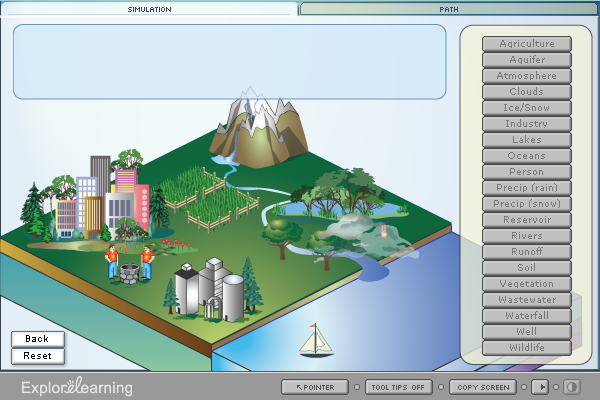 SIMULATION
PATH
Agriculture
Aquifer
Atmosphere
Clouds
Ice/Snow
Industry
Lakes
Oceans
Person
Precip (rain)
Precip (snow)
Reservoir
Rivers
Runoff
Soil
Vegetation
Wastewater
Waterfall
Well
Wildlife
Back
Reset
ExploreLearning
POINTER
TOOL TIPS OFF
COPY SCREEN